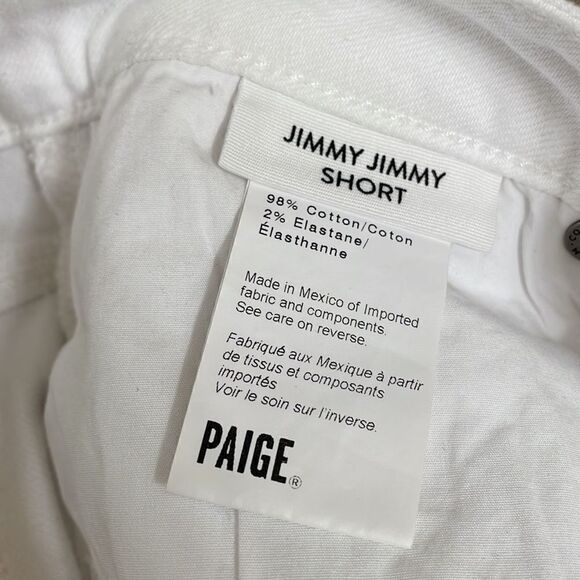 JIMMY JIMMY
SHORT
98% Cotton/Coton
2% Elastane/
Élasthanne
Made in Mexico of Imported
fabric and components.
See care on reverse.
Fabriqué aux Mexique à partir
de tissus et composants
importés
Voir le soin sur l'inverse.
PAIGE®